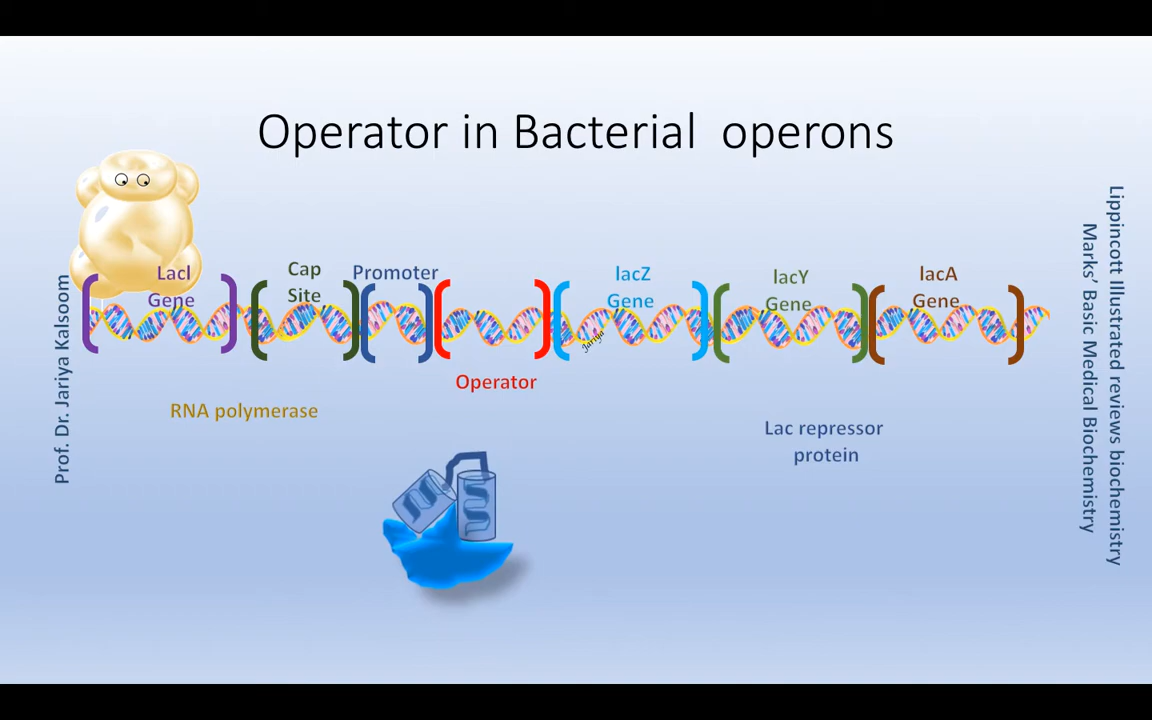 Operator in Bacterial operons
LacI
Gene
Cap
Site
Promoter
lacZ
Gene
lacY
Gene
lacA
Gene
Jariya
Operator
RNA polymerase
Lac repressor
protein
Prof. Dr. Jariya Kalsoom
Lippincott Illustrated reviews biochemistry
Marks' Basic Medical Biochemistry